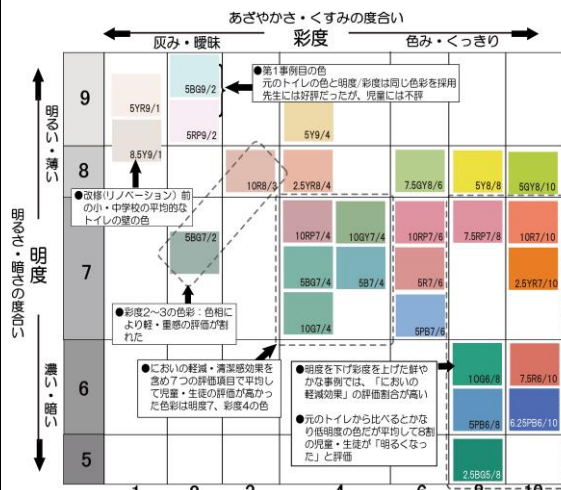 あざやかさ・くすみの度合い
灰み・曖昧
彩度
色み・くっきり
明るさ・暗さの度合い
明度
明るい・薄い
濃い・暗い
9
8
7
6
5
5YR9/1
8.5Y9/1
5BG9/2
5RP9/2
5Y9/4
10R8/3
2.5YR8/4
7.5GY8/6
5Y8/8
5GY8/10
5BG7/2
10RP7/4
10GY7/4
10RP7/6
7.5RP7/8
10R7/10
5BG7/4
5B7/4
5R7/6
2.5YR7/10
10G7/4
5PB7/6
10G6/8
7.5R6/10
5PB6/8
6.25PB6/10
2.5BG5/8
●第1事例目の色
元のトイレの色と明度/彩度は同じ色彩を採用
先生には好評だったが、児童には不評
●改修(リノベーション)前
の小・中学校の平均的な
トイレの壁の色
●彩度2~3の色彩:色相に
より軽・重感の評価が割
れた
●においの軽減・清潔感効果を
含め7つの評価項目で平均し
て児童・生徒の評価が高かっ
た色彩は明度7、彩度4の色
●明度を下げ彩度を上げた鮮や
かな事例では、「においの
軽減効果」の評価割合が高い
●元のトイレから比べるとかな
り低明度の色だが平均して8割
の児童・生徒が「明るくなっ
た」と評価